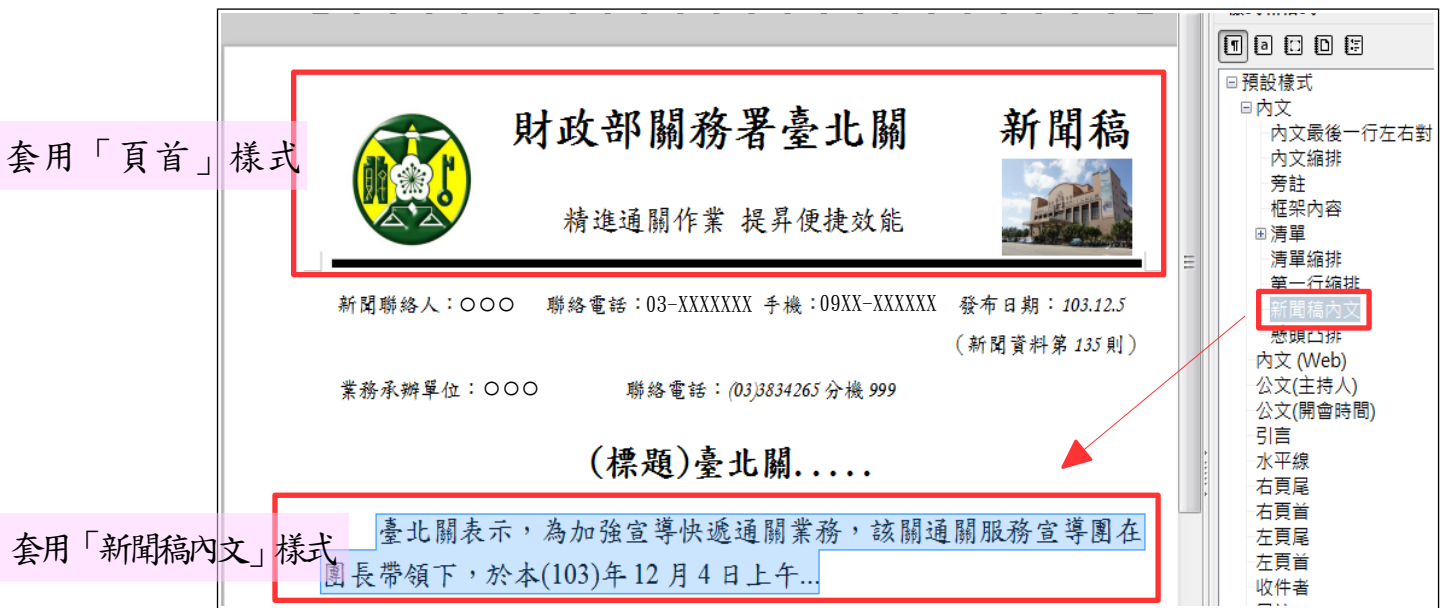 套用「頁首」樣式
財政部關務署臺北關 新聞稿
精進通關作業 提昇便捷效能
新聞聯絡人：○○○ 聯絡電話：03-XXXXXXX 手機：09XX-XXXXXX 發布日期：103.12.5
（新聞資料第 135 則）
業務承辦單位：○○○ 聯絡電話：(03)3834265 分機 999
(標題)臺北關.....
套用「新聞稿內文」樣式
臺北關表示，為加強宣導快遞通關業務，該關通關服務宣導團在
團長帶領下，於本(103)年 12 月 4 日上午...
預設樣式
內文
內文最後一行左右對
內文縮排
旁註
框架內容
清單
清單縮排
第一行縮排
新聞稿內文
懸頭凸排
內文 (Web)
公文(主持人)
公文(開會時間)
引言
水平線
右頁尾
右頁首
左頁尾
左頁首
收件者